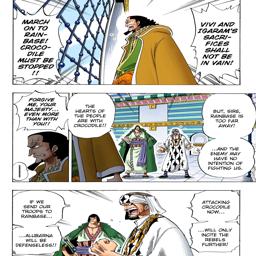 MARCH
ON TO
RAIN-
BASE!
CROCO-
DILE
MUST BE
STOPPED
!!
VIVI AND
IGARAM'S
SACRI-
FICES
SHALL
NOT BE
IN VAIN!
FORGIVE
ME, YOUR
MAJESTY...
EVEN MORE
THAN WITH
YOU!!
THE HEARTS
OF THE
PEOPLE ARE
WITH
CROCODILE!!
BUT, SIRE,
RAINBASE IS
TOO FAR
AWAY!
...AND THE
ENEMY MAY
HAVE NO
INTENTION OF
FIGHTING US.
IF WE
SEND OUR
TROOPS TO
RAINBASE...
...ALUBARNA
WILL BE
DEFENSELESS!!
ATTACKING
CROCODILE
NOW...
...WILL
ONLY INCITE
THE REBELS
FURTHER!